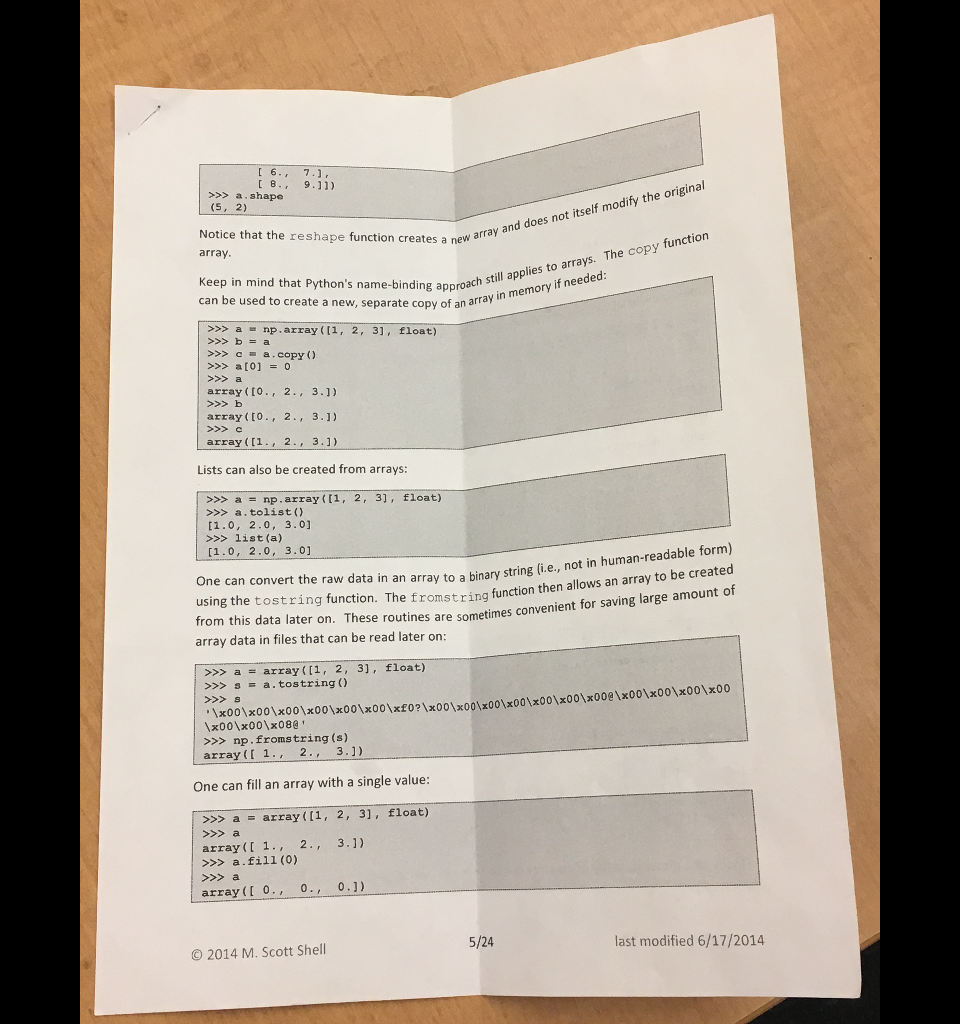 [ 6., 7.],
[ 8., 9.]])
>>> a.shape
(5, 2)
Notice that the reshape function creates a new array and does not itself modify the original
array.
Keep in mind that Python's name-binding approach still applies to arrays. The copy function
can be used to create a new, separate copy of an array in memory if needed:
>>> a = np.array([1, 2, 3], float)
>>> b = a
>>> c = a.copy()
>>> a[0] = 0
>>> a
array([0., 2., 3.])
>>> b
array([0., 2., 3.])
>>> c
array([1., 2., 3.])
Lists can also be created from arrays:
>>> a = np.array([1, 2, 3], float)
>>> a.tolist()
[1.0, 2.0, 3.0]
>>> list(a)
[1.0, 2.0, 3.0]
One can convert the raw data in an array to a binary string (i.e., not in human-readable form)
using the tostring function. The fromstring function then allows an array to be created
from this data later on. These routines are sometimes convenient for saving large amount of
array data in files that can be read later on:
>>> a = array([1, 2, 3], float)
>>> s = a.tostring()
>>> s
'\x00\x00\x00\x00\x00\x00\xf0?\x00\x00\x00\x00\x00\x00\x00@\x00\x00\x00\x00
\x00\x00\x08@'
>>> np.fromstring(s)
array([ 1., 2., 3.])
One can fill an array with a single value:
>>> a = array([1, 2, 3], float)
>>> a
array([ 1., 2., 3.])
>>> a.fill(0)
>>> a
array([ 0., 0., 0.])
© 2014 M. Scott Shell 5/24 last modified 6/17/2014